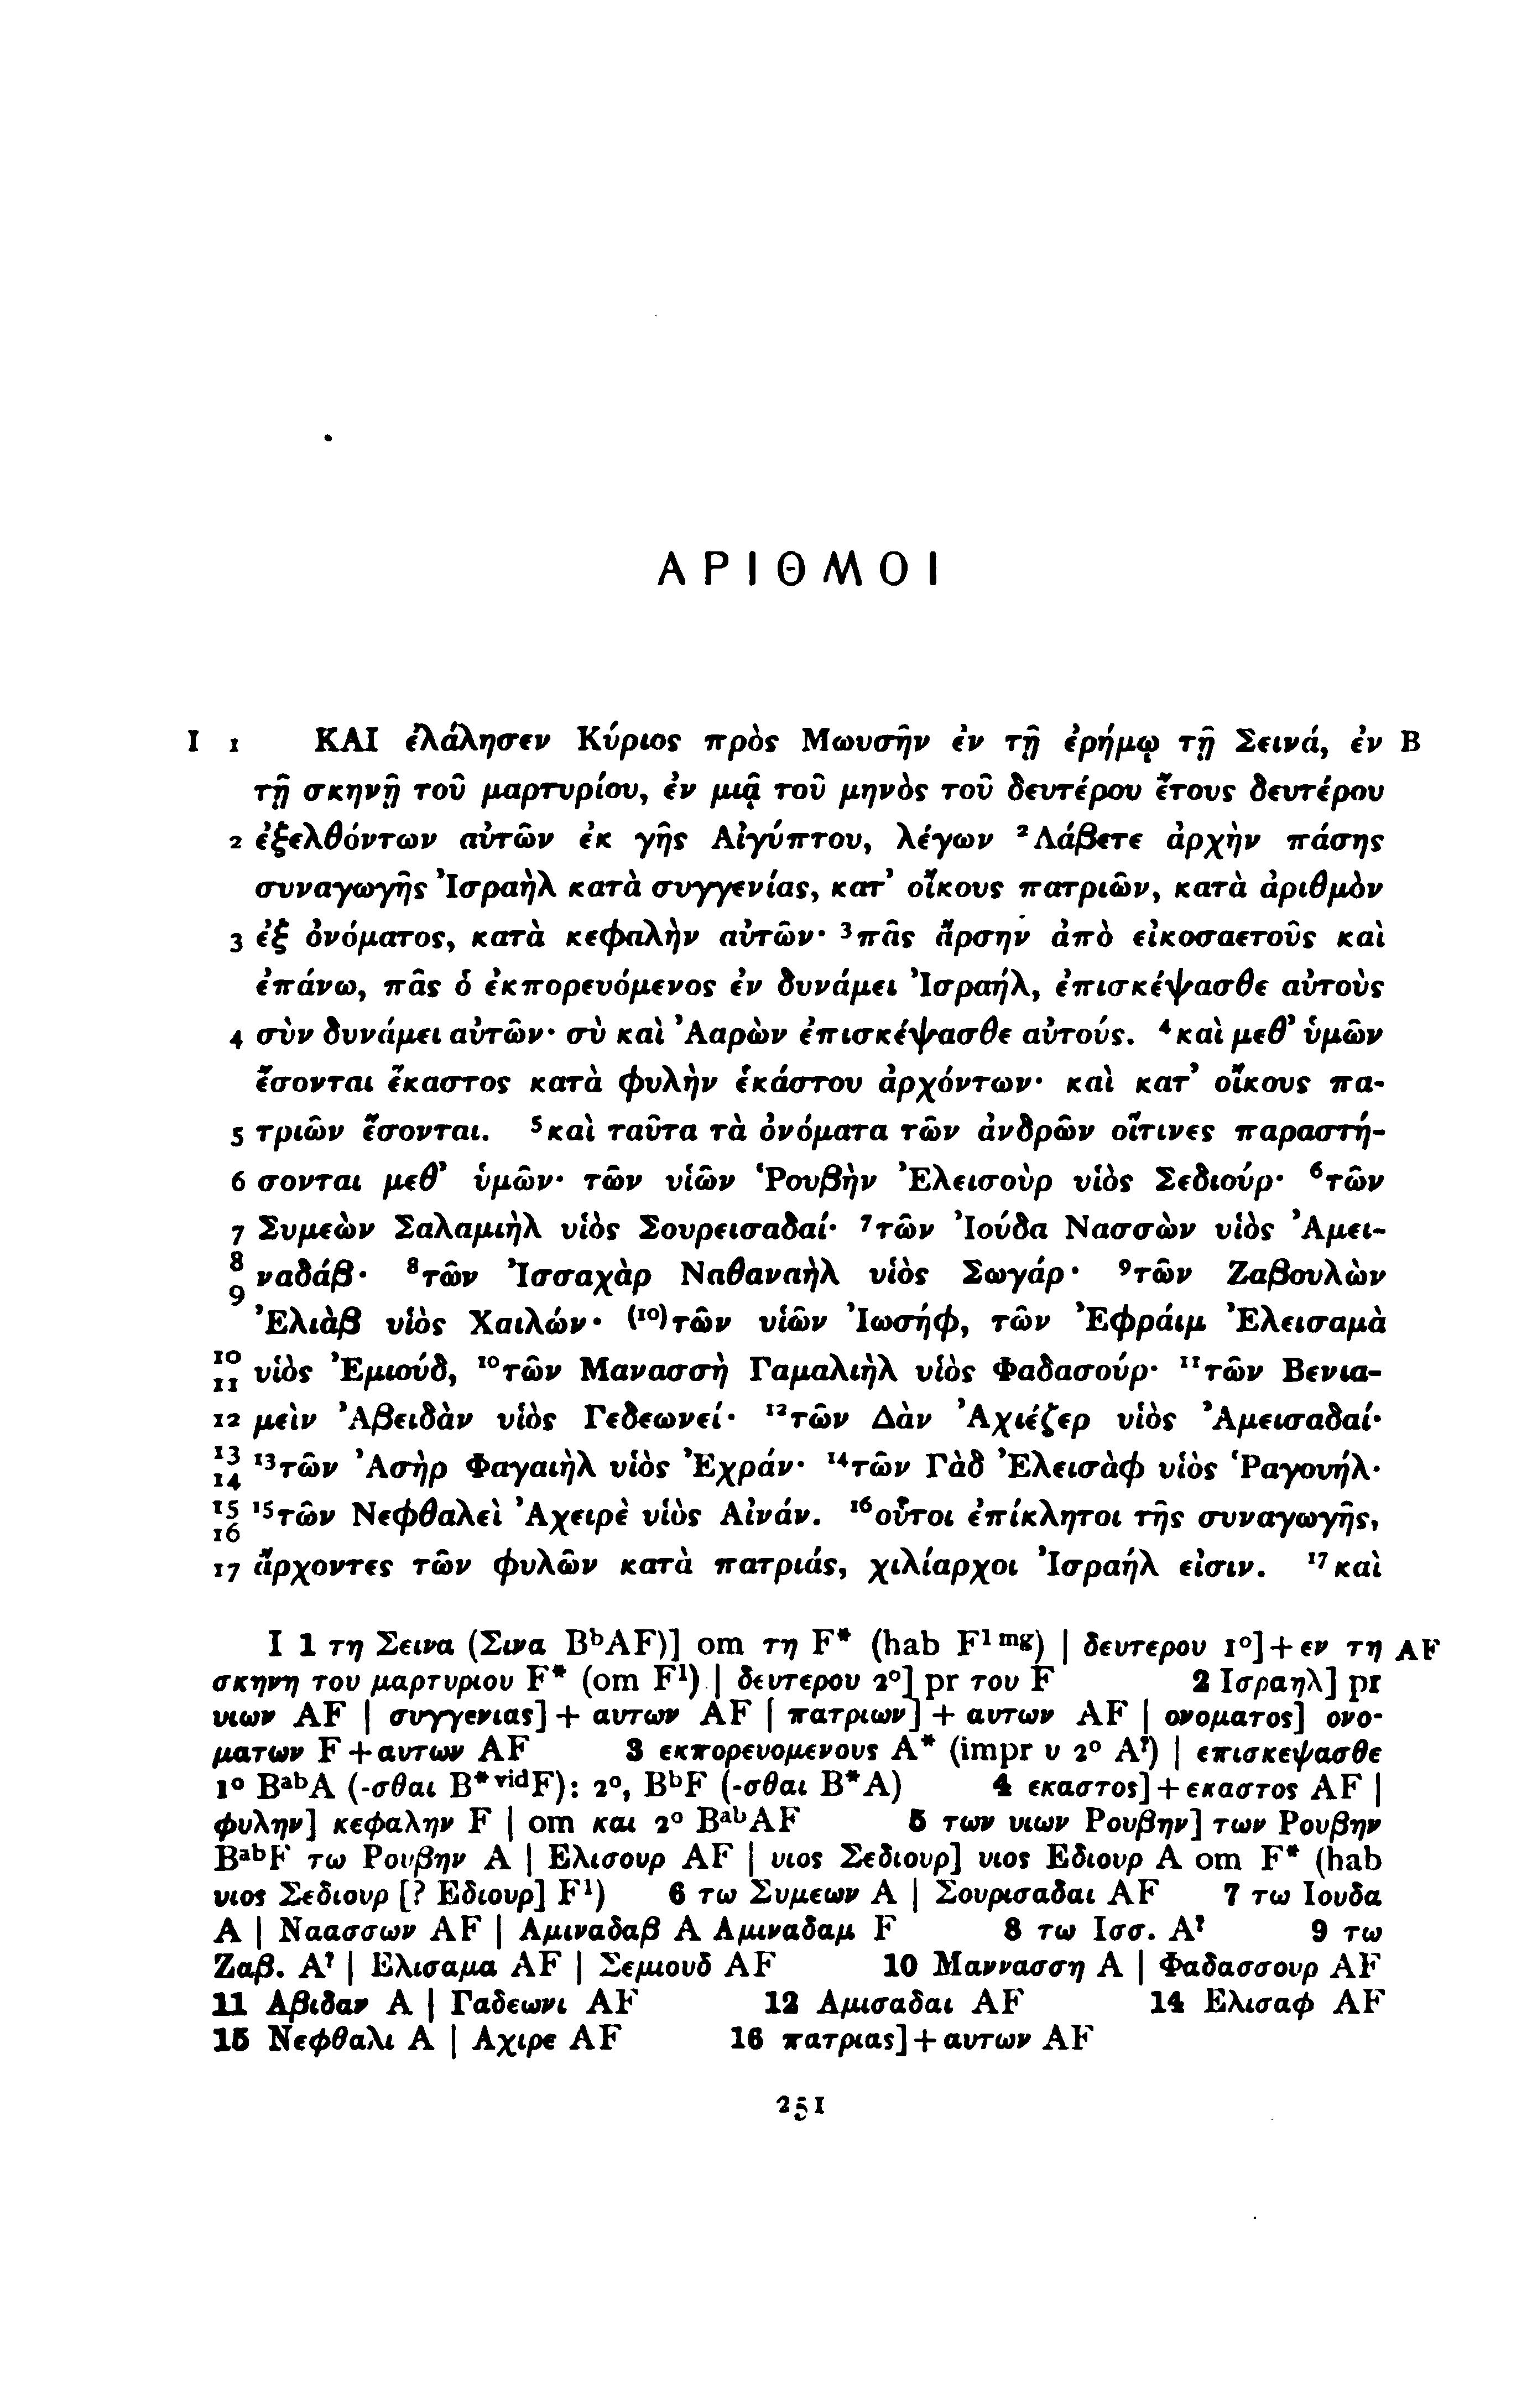 ΑΡΙΘΜΟΙ
I 1 ΚΑΙ ἐλάλησεν Κύριος πρὸς Μωυσῆν ἐν τῇ ἐρήμῳ τῇ Σεινά, ἐν B
τῇ σκηνῇ τοῦ μαρτυρίου, ἐν μιᾷ τοῦ μηνὸς τοῦ δευτέρου ἔτους δευτέρου
2 ἐξελθόντων αὐτῶν ἐκ γῆς Αἰγύπτου, λέγων ²Λάβετε ἀρχὴν πάσης
συναγωγῆς Ἰσραὴλ κατὰ συγγενίας, κατ’ οἴκους πατριῶν, κατὰ ἀριθμὸν
3 ἐξ ὀνόματος, κατὰ κεφαλὴν αὐτῶν· ³πᾶς ἄρσην ἀπὸ εἰκοσαετοῦς καὶ
ἐπάνω, πᾶς ὁ ἐκπορευόμενος ἐν δυνάμει Ἰσραήλ, ἐπισκέψασθε αὐτοὺς
4 σὺν δυνάμει αὐτῶν· σὺ καὶ Ἀαρὼν ἐπισκέψασθε αὐτούς. ⁴καὶ μεθ’ ὑμῶν
ἔσονται ἕκαστος κατὰ φυλὴν ἑκάστου ἀρχόντων· καὶ κατ’ οἴκους πα-
5 τριῶν ἔσονται. ⁵καὶ ταῦτα τὰ ὀνόματα τῶν ἀνδρῶν οἵτινες παραστή-
6 σονται μεθ’ ὑμῶν· τῶν υἱῶν Ῥουβὴν Ἐλεισοὺρ υἱὸς Σεδιούρ· ⁶τῶν
7 Συμεὼν Σαλαμιὴλ υἱὸς Σουρεισαδαί· ⁷τῶν Ἰούδα Νασσὼν υἱὸς Ἀμει-
8 9 ναδάβ· ⁸τῶν Ἰσσαχὰρ Ναθαναὴλ υἱὸς Σωγάρ· ⁹τῶν Ζαβουλὼν
Ἐλιὰβ υἱὸς Χαιλών· ⁽¹⁰⁾τῶν υἱῶν Ἰωσήφ, τῶν Ἐφράιμ Ἐλεισαμὰ
10 11 υἱὸς Ἐμιούδ, ¹⁰τῶν Μανασσὴ Γαμαλιὴλ υἱὸς Φαδασούρ· ¹¹τῶν Βενια-
12 μεὶν Ἀβειδὰν υἱὸς Γεδεωνεί· ¹²τῶν Δὰν Ἀχιέζερ υἱὸς Ἀμεισαδαί·
13 14 ¹³τῶν Ἀσὴρ Φαγαιὴλ υἱὸς Ἐχράν· ¹⁴τῶν Γὰδ Ἐλεισὰφ υἱὸς Ῥαγουήλ·
15 16 ¹⁵τῶν Νεφθαλεὶ Ἀχειρὲ υἱὸς Αἰνάν. ¹⁶οὗτοι ἐπίκλητοι τῆς συναγωγῆς,
17 ἄρχοντες τῶν φυλῶν κατὰ πατριάς, χιλίαρχοι Ἰσραήλ εἰσιν. ¹⁷καὶ
I 1 τη Σεινα (Σινα BᵇAF)] om τη F* (hab F¹ ᵐᵍ) | δευτερου 1°]+εν τη AF
σκηνη του μαρτυριου F* (om F¹) | δευτερου 2°] pr του F 2 Ισραηλ] pr
υιων AF | συγγενιας]+ αυτων AF | πατριων]+ αυτων AF | ονοματος] ονο-
ματων F +αυτων AF 3 εκπορευομενους A* (impr υ 2° Aʔ) | επισκεψασθε
1° BᵃᵇA (-σθαι B*ᵛⁱᵈF): 2°, BᵇF (-σθαι B*A) 4 εκαστος]+εκαστος AF |
φυλην] κεφαλην F | om και 2° BᵃᵇAF 5 των υιων Ρουβην] των Ρουβην
BᵃᵇF τω Ρουβην A | Ελισουρ AF | υιος Σεδιουρ] υιος Εδιουρ A om F* (hab
υιος Σεδιουρ [? Εδιουρ] F¹) 6 τω Συμεων A | Σουρισαδαι AF 7 τω Ιουδα
A | Ναασσων AF | Αμιναδαβ A Αμιναδαμ F 8 τω Ισσ. Aʔ 9 τω
Ζαβ. Aʔ | Ελισαμα AF | Σεμιουδ AF 10 Μαννασση A | Φαδασσουρ AF
11 Αβιδαν A | Γαδεωνι AF 12 Αμισαδαι AF 14 Ελισαφ AF
15 Νεφθαλι A | Αχιρε AF 16 πατριας]+αυτων AF
251